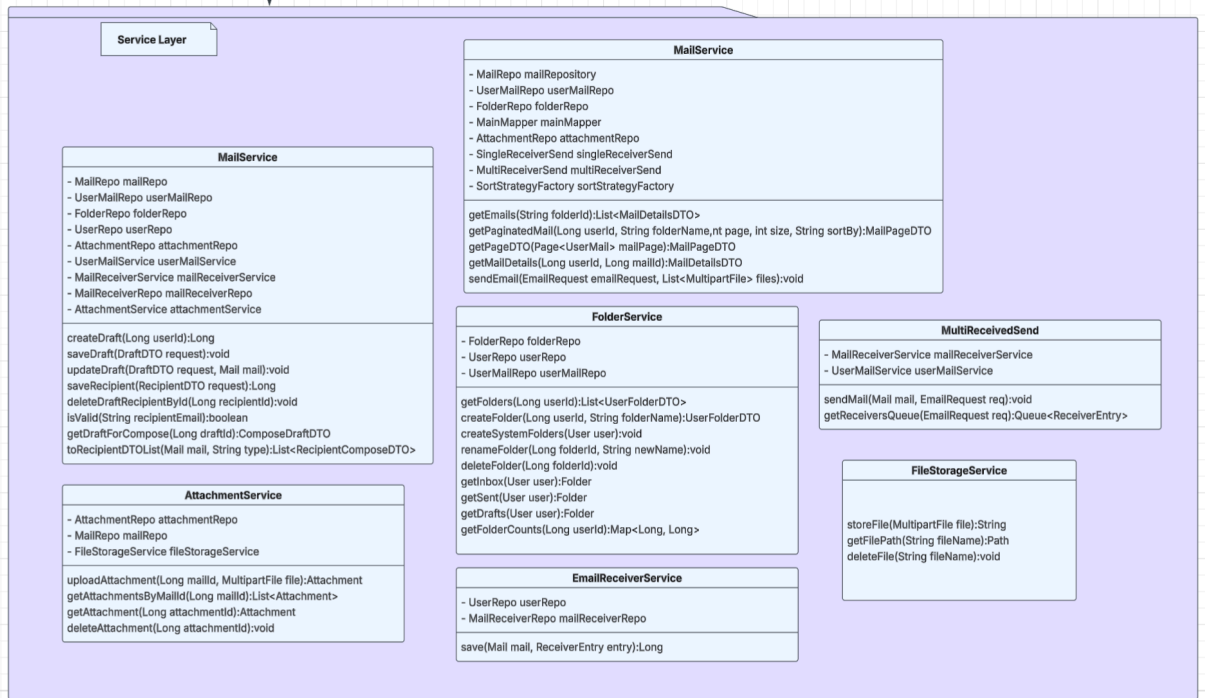 Service Layer
MailService
- MailRepo mailRepository
- UserMailRepo userMailRepo
- FolderRepo folderRepo
- MainMapper mainMapper
- AttachmentRepo attachmentRepo
- SingleReceiverSend singleReceiverSend
- MultiReceiverSend multiReceiverSend
- SortStrategyFactory sortStrategyFactory
getEmails(String folderId):List<MailDetailsDTO>
getPaginatedMail(Long userId, String folderName,nt page, int size, String sortBy):MailPageDTO
getPageDTO(Page<UserMail> mailPage):MailPageDTO
getMailDetails(Long userId, Long mailId):MailDetailsDTO
sendEmail(EmailRequest emailRequest, List<MultipartFile> files):void
MailService
- MailRepo mailRepo
- UserMailRepo userMailRepo
- FolderRepo folderRepo
- UserRepo userRepo
- AttachmentRepo attachmentRepo
- UserMailService userMailService
- MailReceiverService mailReceiverService
- MailReceiverRepo mailReceiverRepo
- AttachmentService attachmentService
createDraft(Long userId):Long
saveDraft(DraftDTO request):void
updateDraft(DraftDTO request, Mail mail):void
saveRecipient(RecipientDTO request):Long
deleteDraftRecipientById(Long recipientId):void
isValid(String recipientEmail):boolean
getDraftForCompose(Long draftId):ComposeDraftDTO
toRecipientDTOList(Mail mail, String type):List<RecipientComposeDTO>
FolderService
- FolderRepo folderRepo
- UserRepo userRepo
- UserMailRepo userMailRepo
getFolders(Long userId):List<UserFolderDTO>
createFolder(Long userId, String folderName):UserFolderDTO
createSystemFolders(User user):void
renameFolder(Long folderId, String newName):void
deleteFolder(Long folderId):void
getInbox(User user):Folder
getSent(User user):Folder
getDrafts(User user):Folder
getFolderCounts(Long userId):Map<Long, Long>
MultiReceivedSend
- MailReceiverService mailReceiverService
- UserMailService userMailService
sendMail(Mail mail, EmailRequest req):void
getReceiversQueue(EmailRequest req):Queue<ReceiverEntry>
FileStorageService
storeFile(MultipartFile file):String
getFilePath(String fileName):Path
deleteFile(String fileName):void
AttachmentService
- AttachmentRepo attachmentRepo
- MailRepo mailRepo
- FileStorageService fileStorageService
uploadAttachment(Long mailId, MultipartFile file):Attachment
getAttachmentsByMailId(Long mailId):List<Attachment>
getAttachment(Long attachmentId):Attachment
deleteAttachment(Long attachmentId):void
EmailReceiverService
- UserRepo userRepo
- MailReceiverRepo mailReceiverRepo
save(Mail mail, ReceiverEntry entry):Long